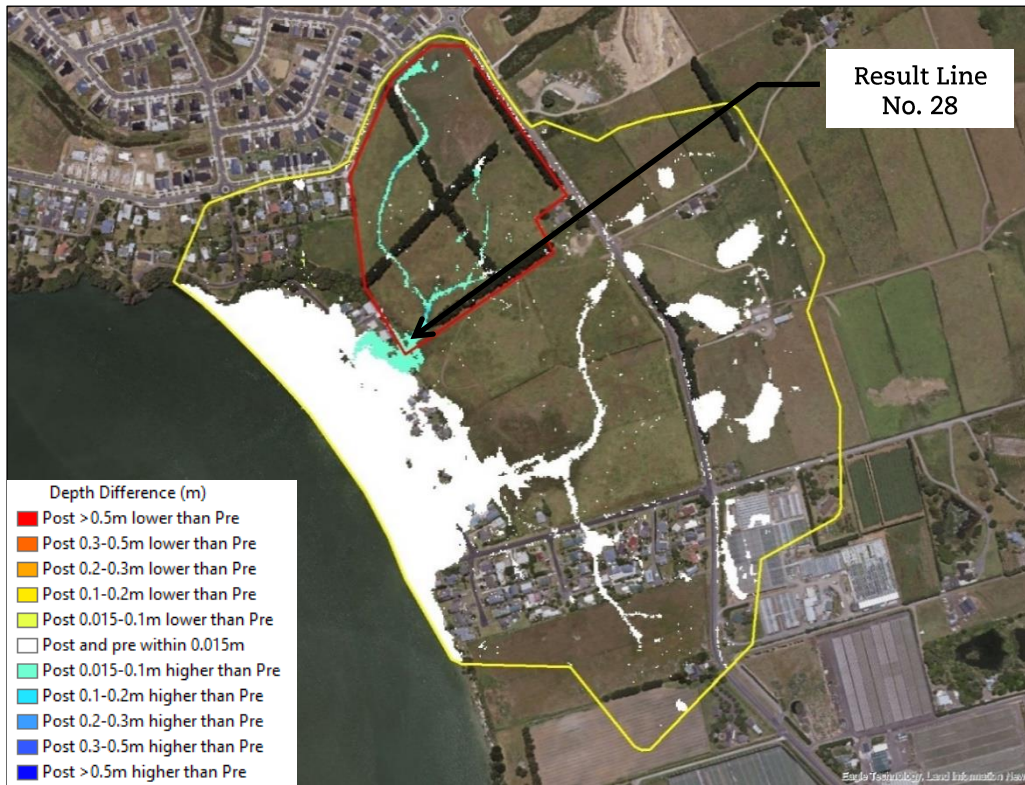 Result Line
No. 28
Depth Difference (m)
Post >0.5m lower than Pre
Post 0.3-0.5m lower than Pre
Post 0.2-0.3m lower than Pre
Post 0.1-0.2m lower than Pre
Post 0.015-0.1m lower than Pre
Post and pre within 0.015m
Post 0.015-0.1m higher than Pre
Post 0.1-0.2m higher than Pre
Post 0.2-0.3m higher than Pre
Post 0.3-0.5m higher than Pre
Post >0.5m higher than Pre
Eagle Technology, Land Information New